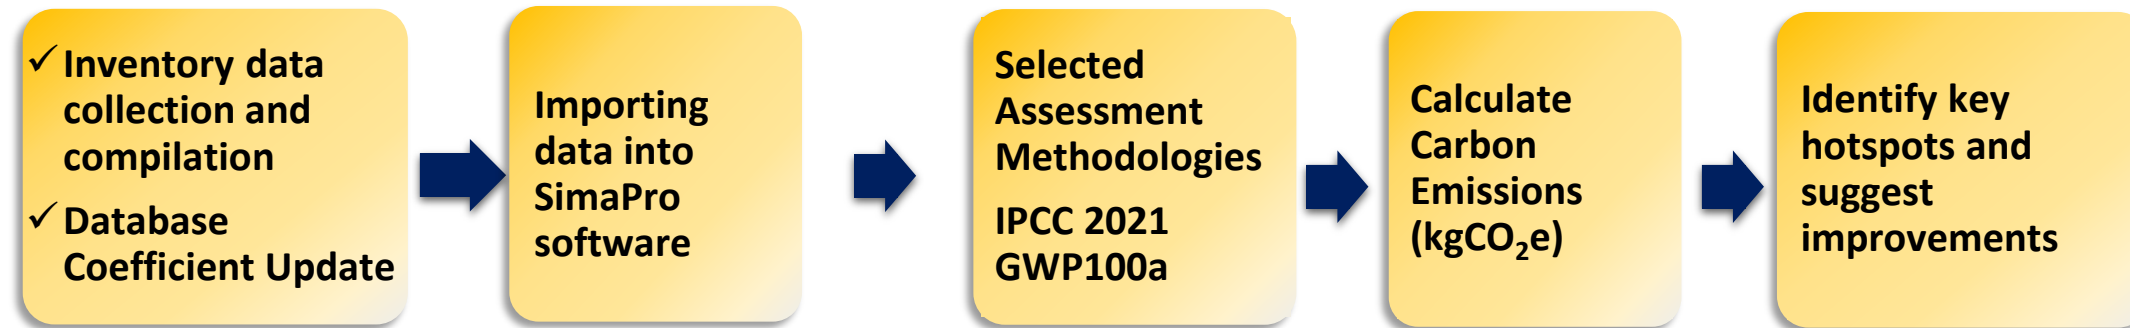 ✓ Inventory data
collection and
compilation
✓ Database
Coefficient Update
Importing
data into
SimaPro
software
Selected
Assessment
Methodologies
IPCC 2021
GWP100a
Calculate
Carbon
Emissions
(kgCO₂e)
Identify key
hotspots and
suggest
improvements